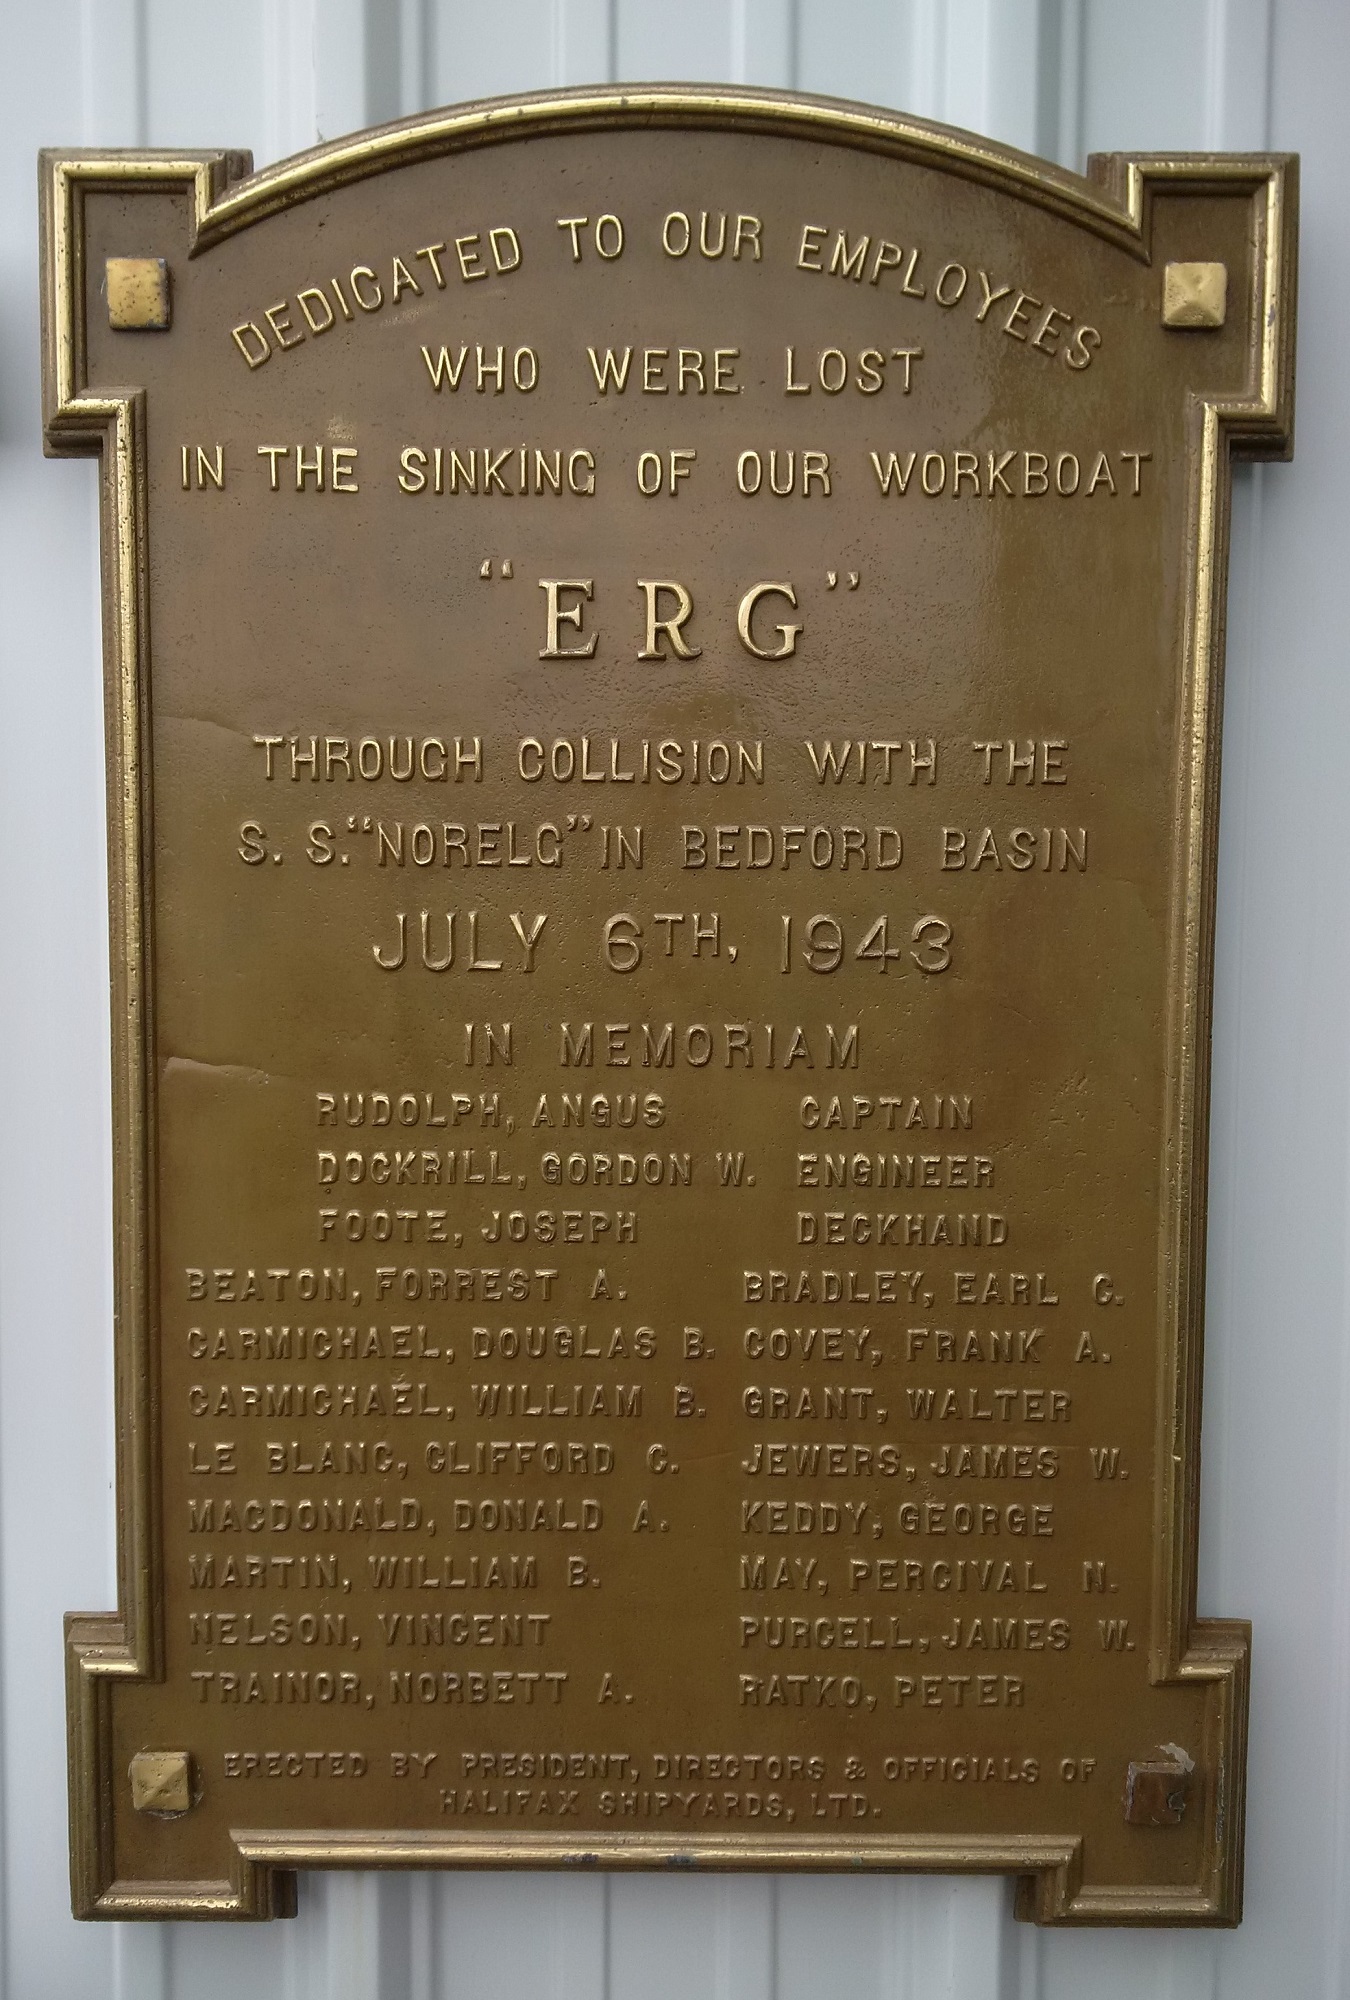 DEDICATED TO OUR EMPLOYEES
WHO WERE LOST
IN THE SINKING OF OUR WORKBOAT
"ERG"
THROUGH COLLISION WITH THE
S. S. "NORELG" IN BEDFORD BASIN
JULY 6TH, 1943
IN MEMORIAM
RUDOLPH, ANGUS CAPTAIN
DOCKRILL, GORDON W. ENGINEER
FOOTE, JOSEPH DECKHAND
BEATON, FORREST A. BRADLEY, EARL C.
CARMICHAEL, DOUGLAS B. COVEY, FRANK A.
CARMICHAEL, WILLIAM B. GRANT, WALTER
LE BLANC, CLIFFORD C. JEWERS, JAMES W.
MACDONALD, DONALD A. KEDDY, GEORGE
MARTIN, WILLIAM B. MAY, PERCIVAL N.
NELSON, VINCENT PURCELL, JAMES W.
TRAINOR, NORBETT A. RATKO, PETER
ERECTED BY PRESIDENT, DIRECTORS & OFFICIALS OF
HALIFAX SHIPYARDS, LTD.